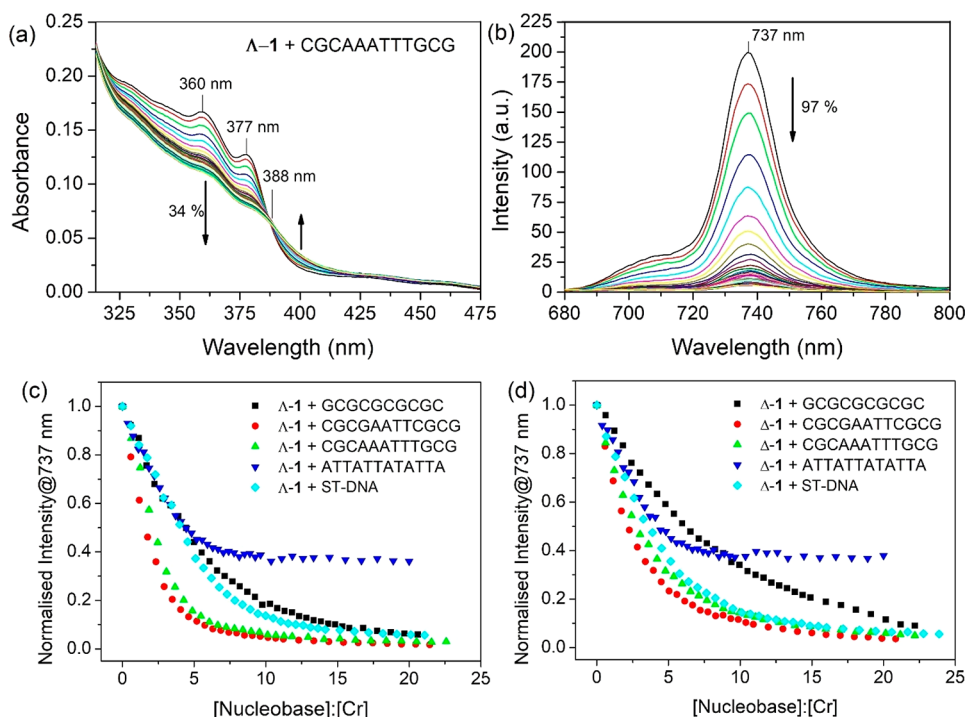 (a)
Λ–1 + CGCAAATTTGCG
360 nm
377 nm
388 nm
34 %
0.25
0.20
0.15
0.10
0.05
0.00
Absorbance
325 350 375 400 425 450 475
Wavelength (nm)
(b)
737 nm
97 %
225
200
175
150
125
100
75
50
25
0
Intensity (a.u.)
680 700 720 740 760 780 800
Wavelength (nm)
(c)
Λ-1 + GCGCGCGCGC
Λ-1 + CGCGAATTCGCG
Λ-1 + CGCAAATTTGCG
Λ-1 + ATTATTATATTA
Λ-1 + ST-DNA
1.0
0.8
0.6
0.4
0.2
0.0
Normalised Intensity@737 nm
0 5 10 15 20 25
[Nucleobase]:[Cr]
(d)
Δ-1 + GCGCGCGCGC
Δ-1 + CGCGAATTCGCG
Δ-1 + CGCAAATTTGCG
Δ-1 + ATTATTATATTA
Δ-1 + ST-DNA
1.0
0.8
0.6
0.4
0.2
0.0
Normalised Intensity@737 nm
0 5 10 15 20 25
[Nucleobase]:[Cr]